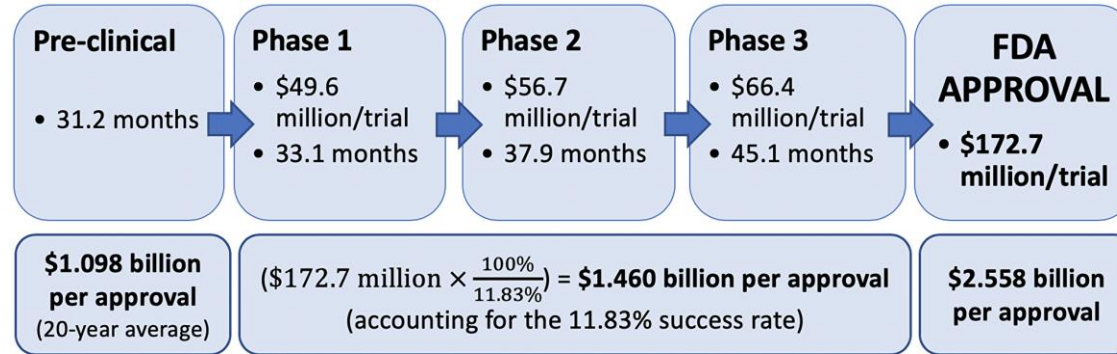 Pre-clinical
• 31.2 months
Phase 1
• $49.6
million/trial
• 33.1 months
Phase 2
• $56.7
million/trial
• 37.9 months
Phase 3
• $66.4
million/trial
• 45.1 months
FDA
APPROVAL
• $172.7
million/trial
$1.098 billion
per approval
(20-year average)
($172.7 million × 100%/11.83%) = $1.460 billion per approval
(accounting for the 11.83% success rate)
$2.558 billion
per approval